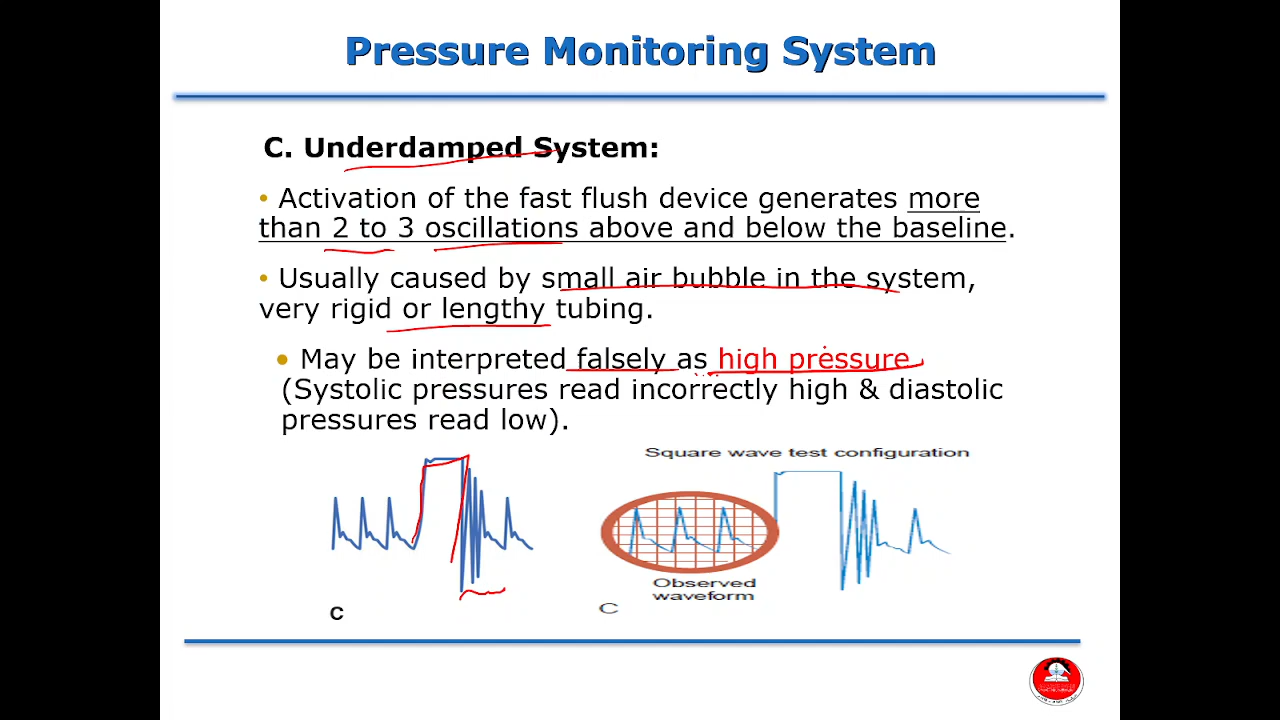 Pressure Monitoring System
C. Underdamped System:
• Activation of the fast flush device generates more
than 2 to 3 oscillations above and below the baseline.
• Usually caused by small air bubble in the system,
very rigid or lengthy tubing.
• May be interpreted falsely as high pressure
(Systolic pressures read incorrectly high & diastolic
pressures read low).
Square wave test configuration
Observed
waveform
C
C